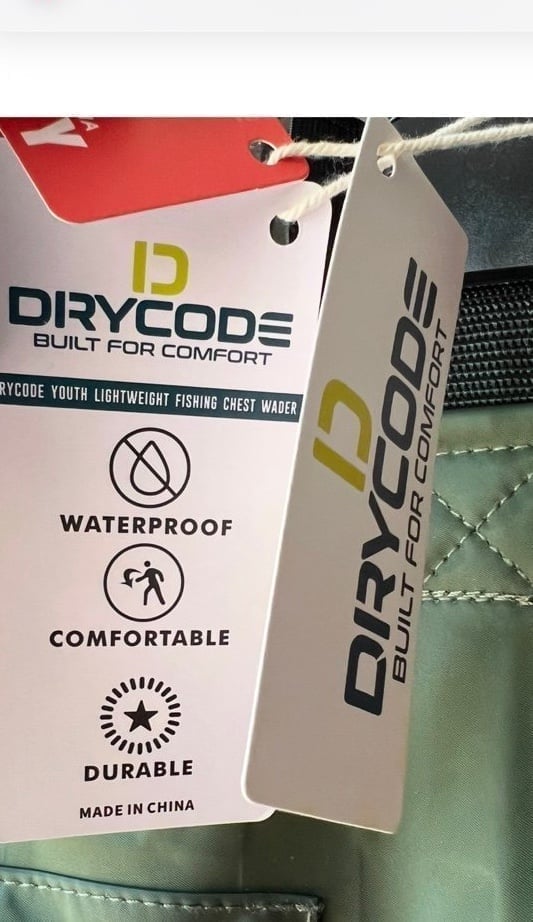 DRYCODE
BUILT FOR COMFORT
RYCODE YOUTH LIGHTWEIGHT FISHING CHEST WADER
WATERPROOF
COMFORTABLE
DURABLE
MADE IN CHINA
DRYCODE
BUILT FOR COMFORT